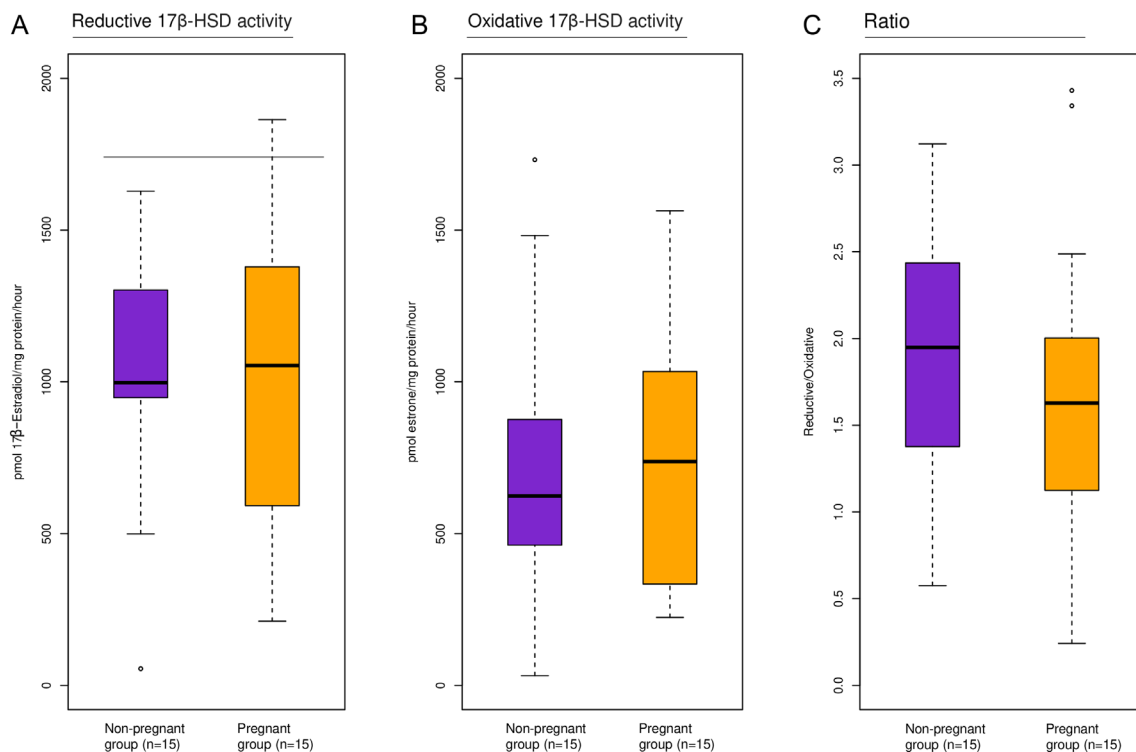 A
Reductive 17β-HSD activity
2000
1500
1000
500
0
pmol 17β−Estradiol/mg protein/hour
Non-pregnant
group (n=15)
Pregnant
group (n=15)
B
Oxidative 17β-HSD activity
2000
1500
1000
500
0
pmol estrone/mg protein/hour
Non-pregnant
group (n=15)
Pregnant
group (n=15)
C
Ratio
3.5
3.0
2.5
2.0
1.5
1.0
0.5
0.0
Reductive/Oxidative
Non-pregnant
group (n=15)
Pregnant
group (n=15)